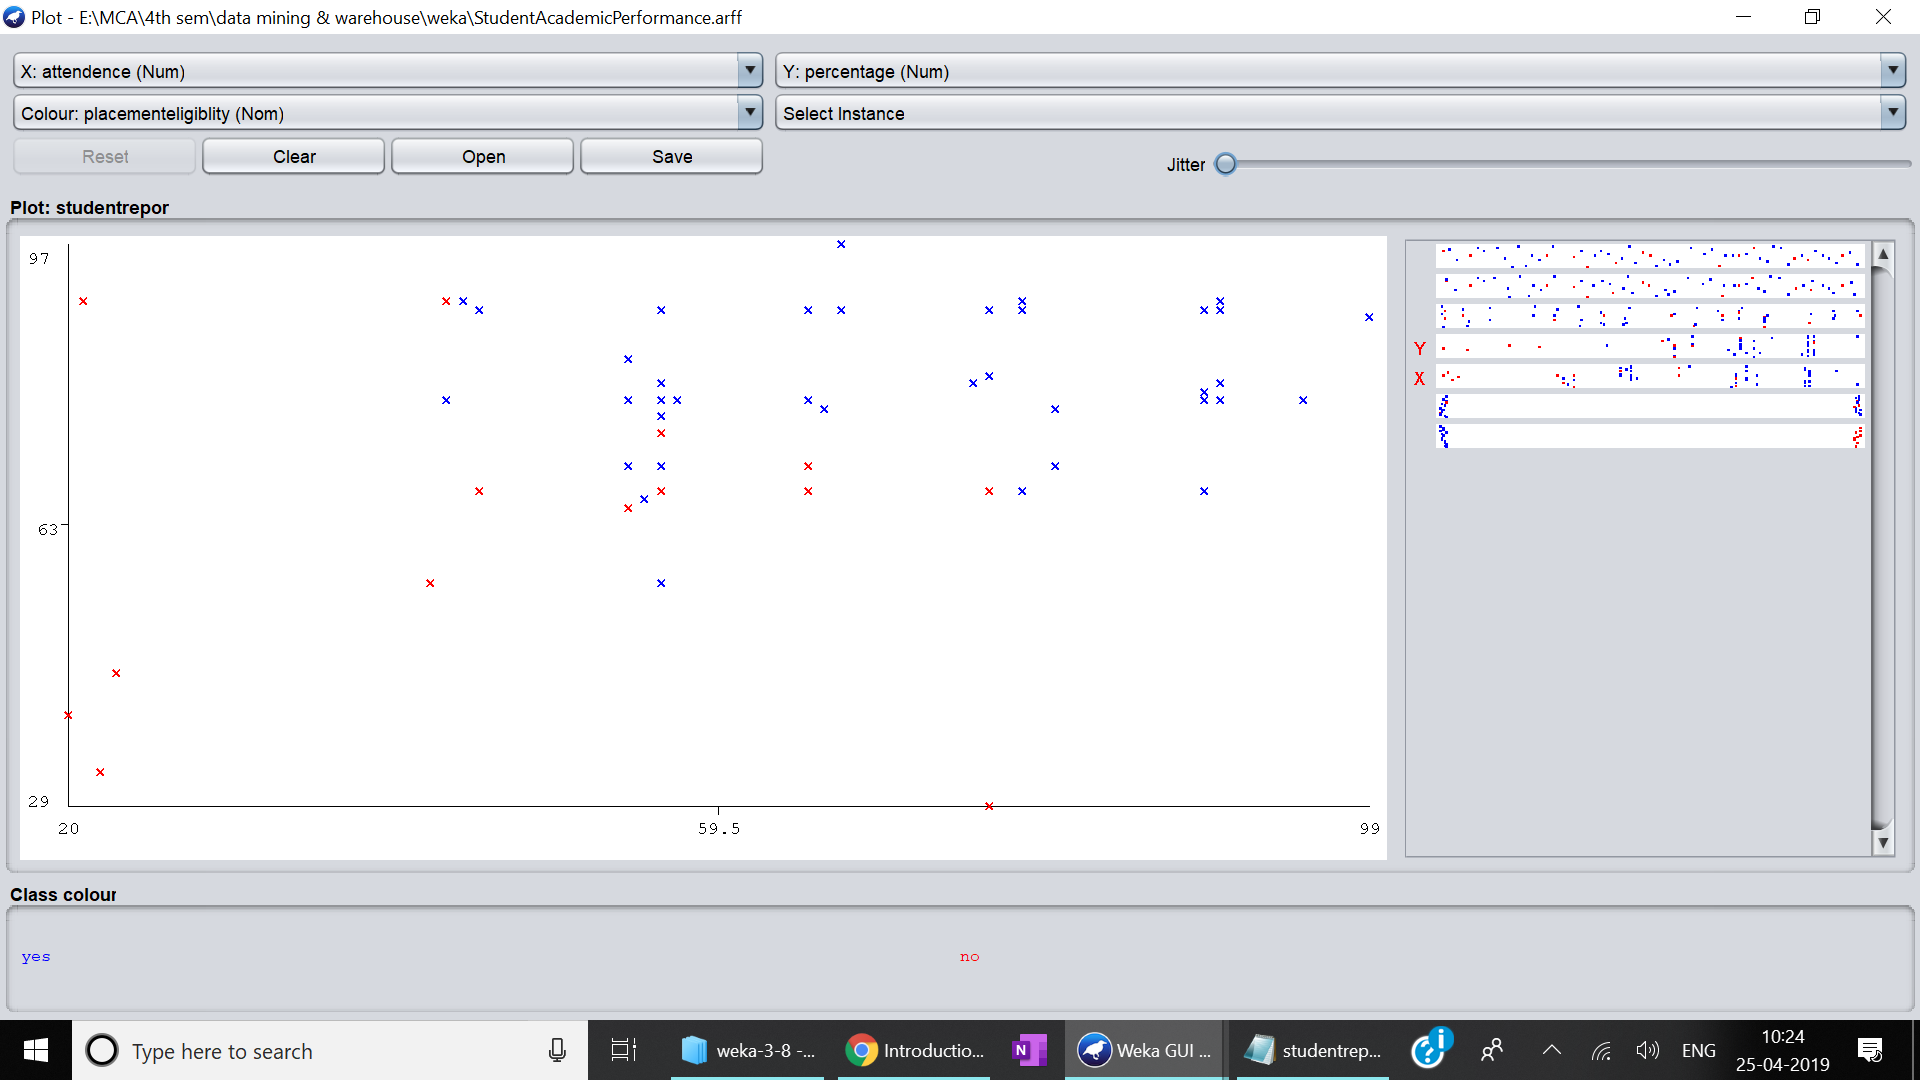 Plot - E:\MCA\4th sem\data mining & warehouse\weka\StudentAcademicPerformance.arff
X: attendence (Num)
Y: percentage (Num)
Colour: placementeligiblity (Nom)
Select Instance
Reset
Clear
Open
Save
Jitter
Plot: studentrepor
97
63
29
20
59.5
99
Y
X
Class colour
yes
no
Type here to search
weka-3-8 -...
Introductio...
N
Weka GUI ...
studentrep...
ENG
10:24
25-04-2019